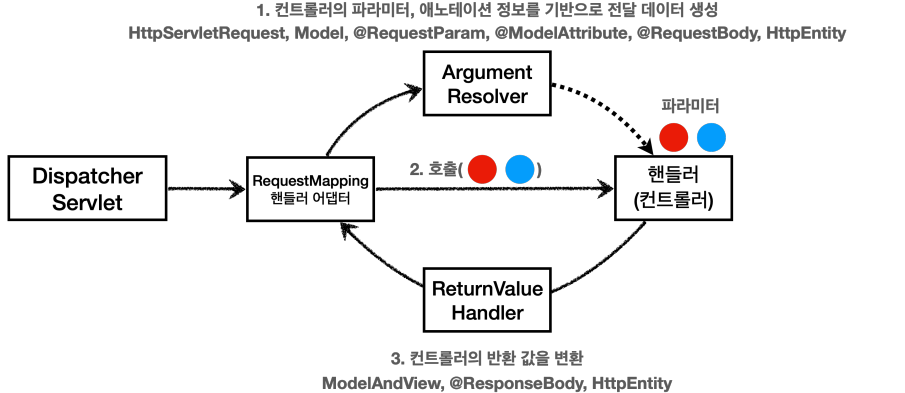 1. 컨트롤러의 파라미터, 애노테이션 정보를 기반으로 전달 데이터 생성
HttpServletRequest, Model, @RequestParam, @ModelAttribute, @RequestBody, HttpEntity
Argument
Resolver
파라미터
Dispatcher
Servlet
RequestMapping
핸들러 어댑터
2. 호출( )
핸들러
(컨트롤러)
ReturnValue
Handler
3. 컨트롤러의 반환 값을 변환
ModelAndView, @ResponseBody, HttpEntity